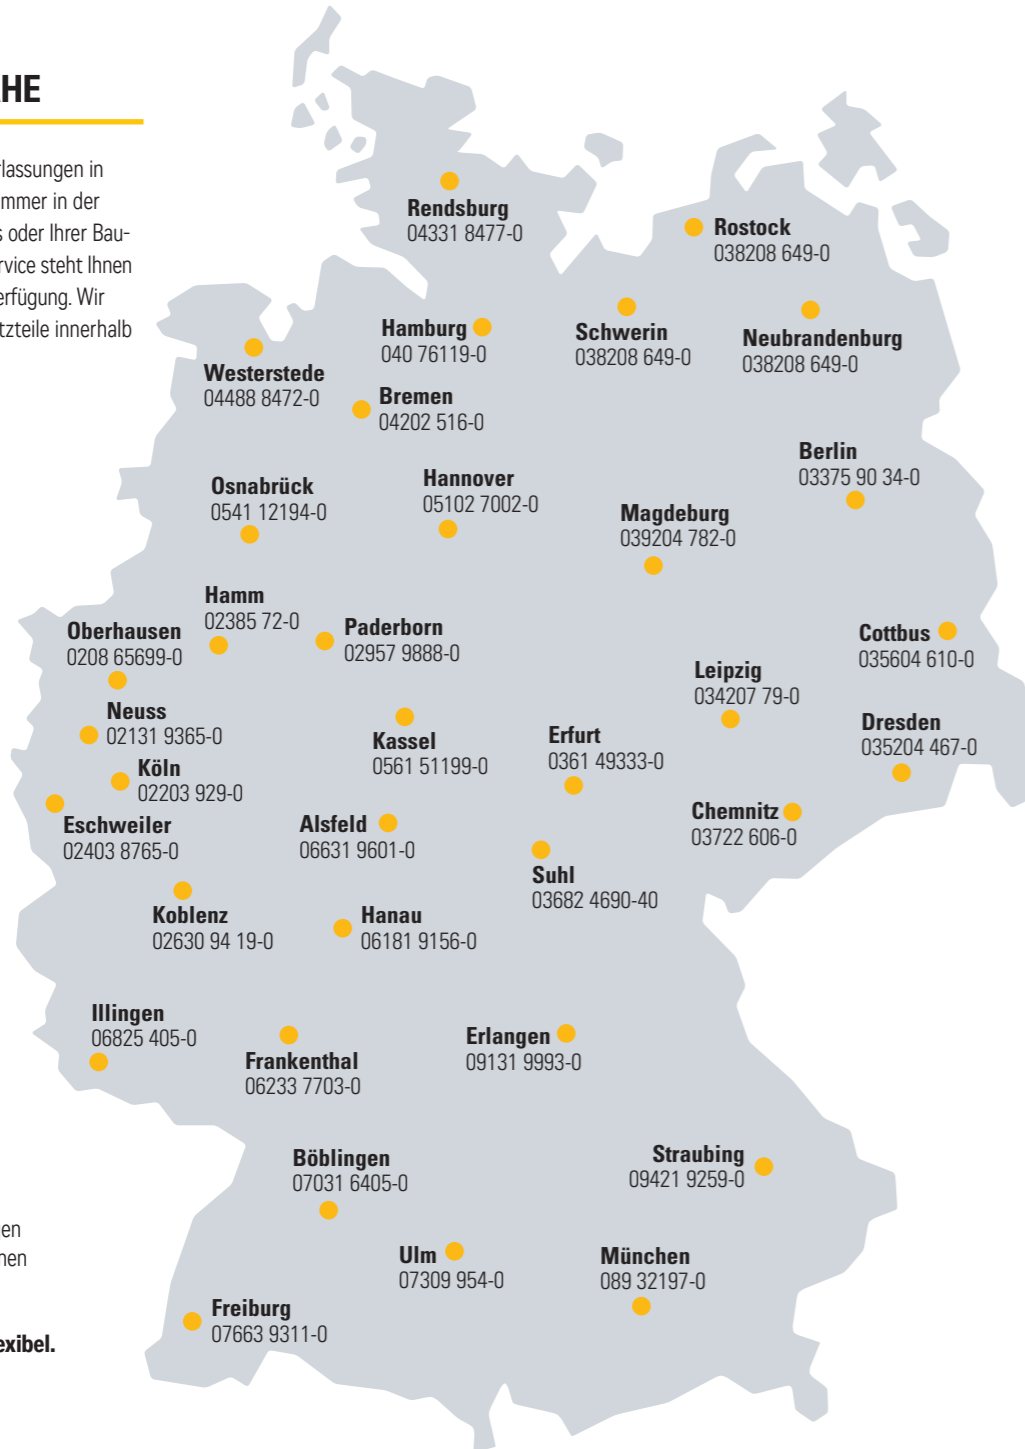 HE
lassungen in
mmer in der
s oder Ihrer Bau-
rvice steht Ihnen
erfügung. Wir
tzteile innerhalb
Rendsburg
04331 8477-0
Rostock
038208 649-0
Hamburg
040 76119-0
Schwerin
038208 649-0
Neubrandenburg
038208 649-0
Westerstede
04488 8472-0
Bremen
04202 516-0
Berlin
03375 90 34-0
Osnabrück
0541 12194-0
Hannover
05102 7002-0
Magdeburg
039204 782-0
Hamm
02385 72-0
Oberhausen
0208 65699-0
Paderborn
02957 9888-0
Cottbus
035604 610-0
Leipzig
034207 79-0
Neuss
02131 9365-0
Kassel
0561 51199-0
Erfurt
0361 49333-0
Dresden
035204 467-0
Köln
02203 929-0
Eschweiler
02403 8765-0
Alsfeld
06631 9601-0
Chemnitz
03722 606-0
Suhl
03682 4690-40
Koblenz
02630 94 19-0
Hanau
06181 9156-0
Illingen
06825 405-0
Frankenthal
06233 7703-0
Erlangen
09131 9993-0
Böblingen
07031 6405-0
Straubing
09421 9259-0
gen
nen
Ulm
07309 954-0
München
089 32197-0
Freiburg
07663 9311-0
exibel.